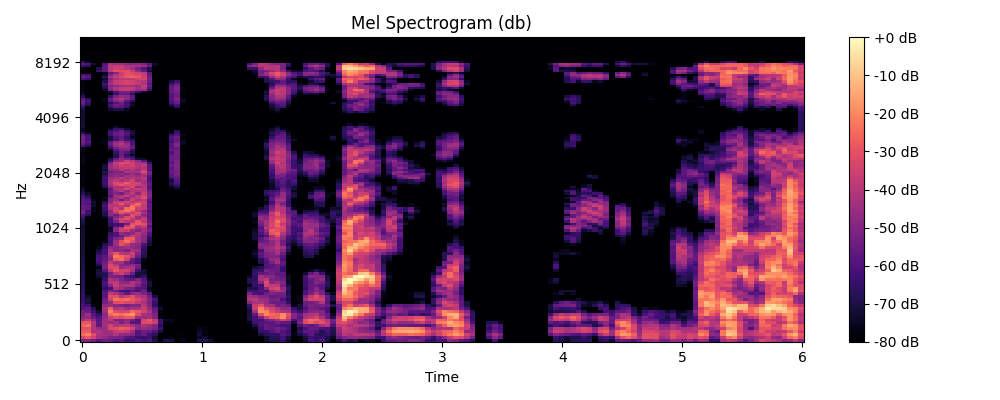 Mel Spectrogram (db)
Hz
8192
4096
2048
1024
512
0
0 1 2 3 4 5 6
Time
+0 dB
-10 dB
-20 dB
-30 dB
-40 dB
-50 dB
-60 dB
-70 dB
-80 dB